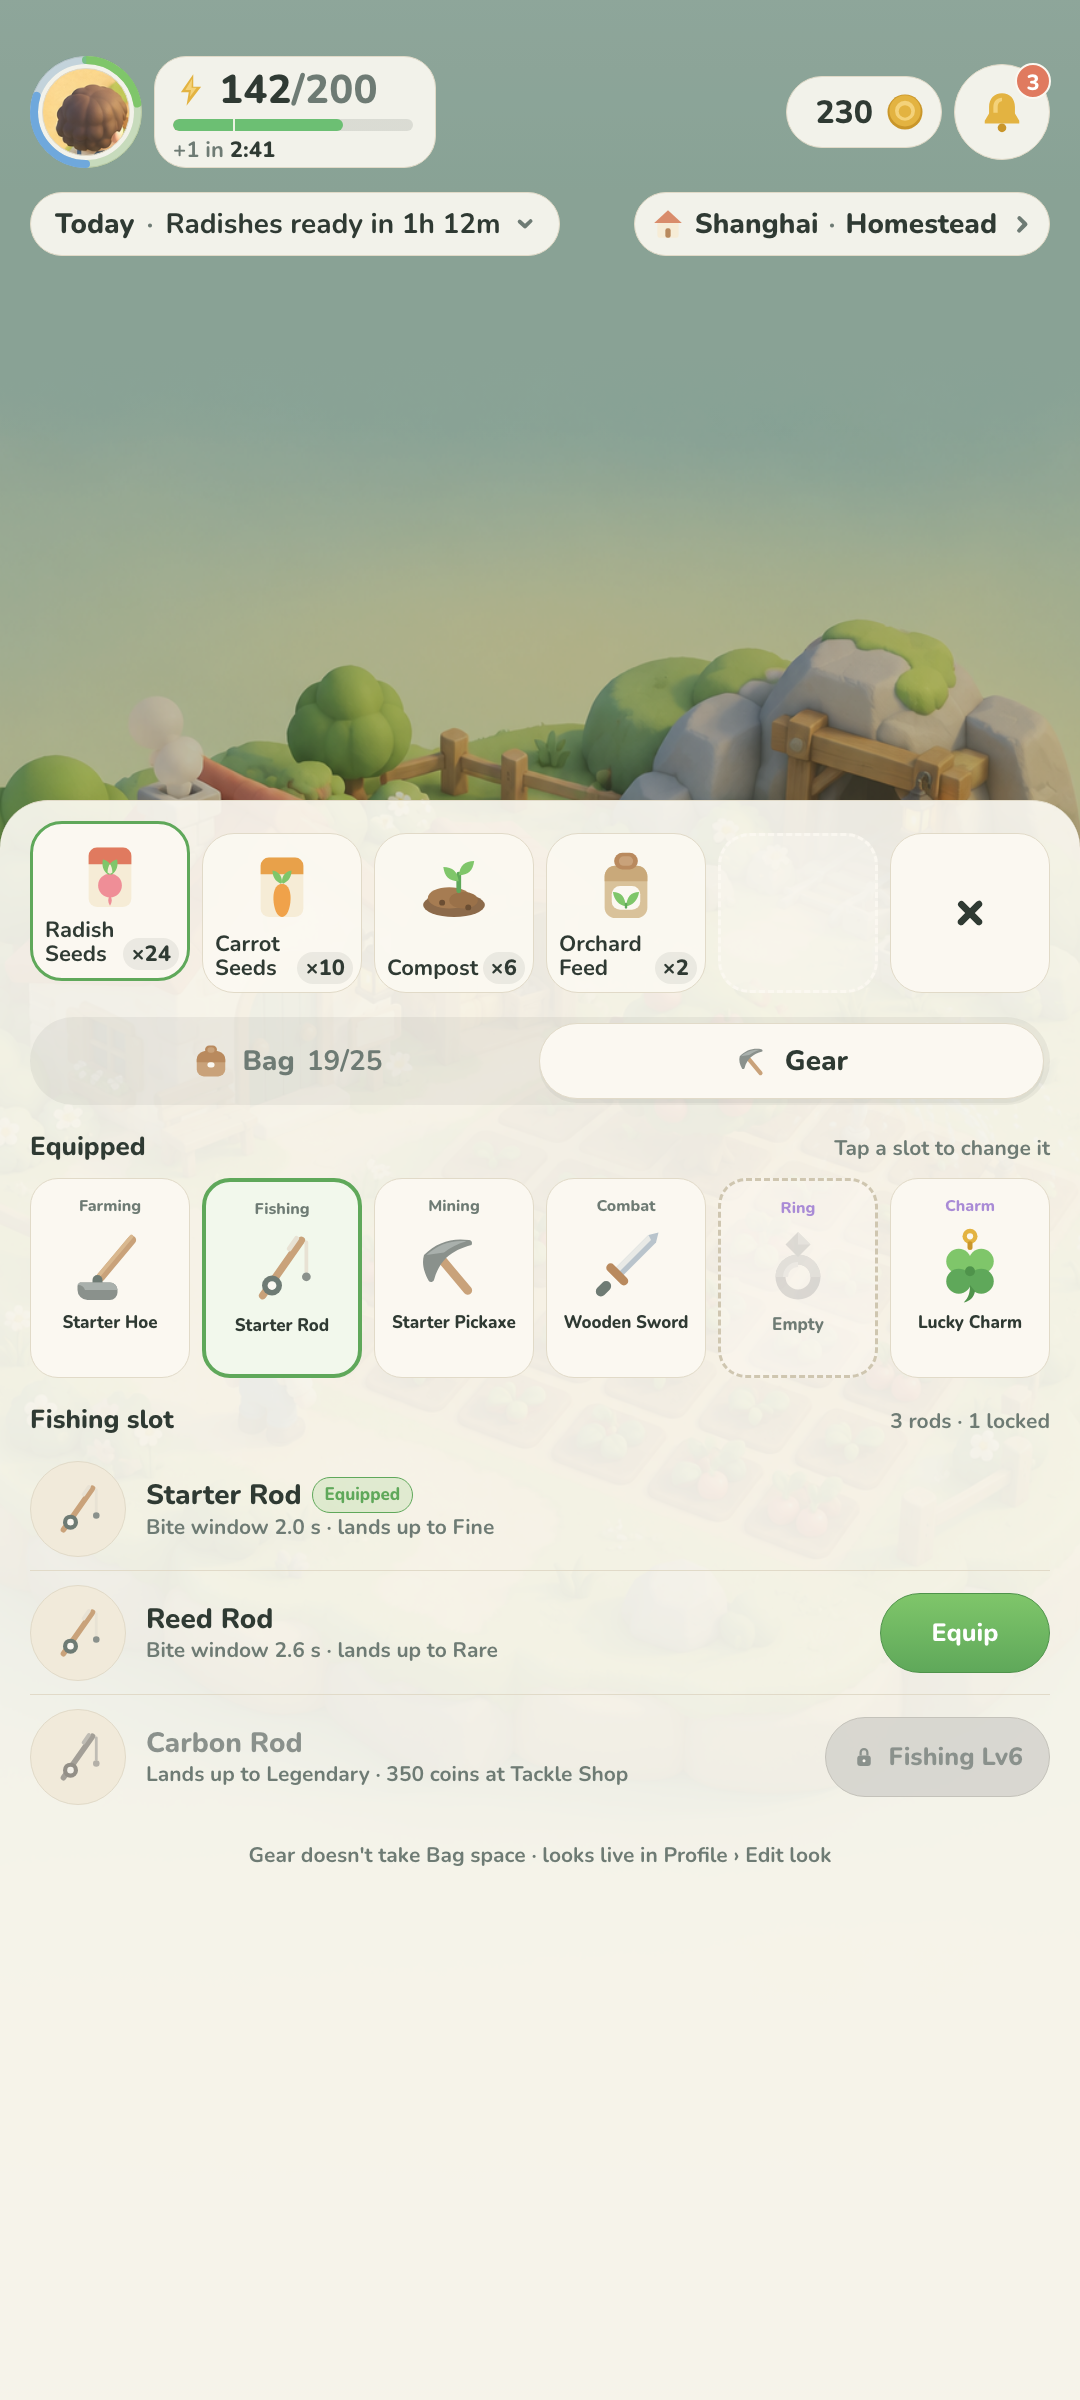 142/200
+1 in 2:41
230
3
Today · Radishes ready in 1h 12m
Shanghai · Homestead
Radish
Seeds ×24
Carrot
Seeds ×10
Compost ×6
Orchard
Feed ×2
Bag 19/25
Gear
Equipped
Tap a slot to change it
Farming
Starter Hoe
Fishing
Starter Rod
Mining
Starter Pickaxe
Combat
Wooden Sword
Ring
Empty
Charm
Lucky Charm
Fishing slot
3 rods · 1 locked
Starter Rod Equipped
Bite window 2.0 s · lands up to Fine
Reed Rod
Bite window 2.6 s · lands up to Rare
Equip
Carbon Rod
Lands up to Legendary · 350 coins at Tackle Shop
Fishing Lv6
Gear doesn't take Bag space · looks live in Profile › Edit look